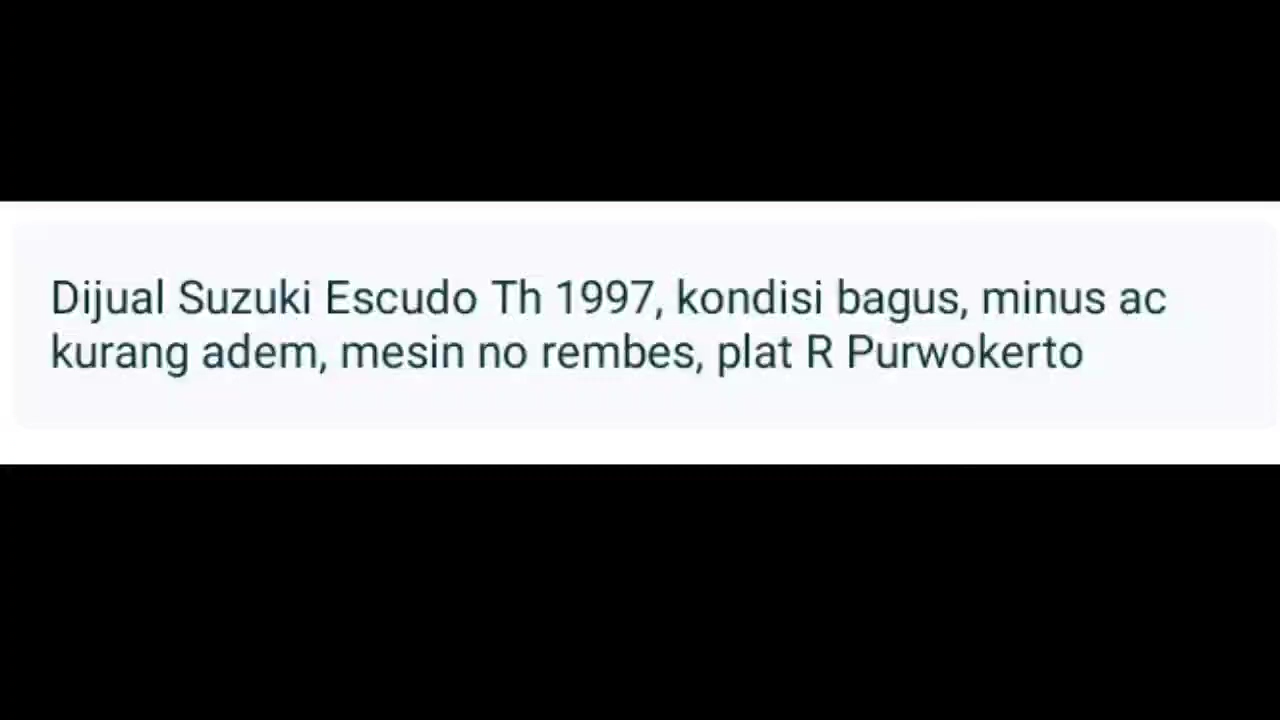 Dijual Suzuki Escudo Th 1997, kondisi bagus, minus ac
kurang adem, mesin no rembes, plat R Purwokerto